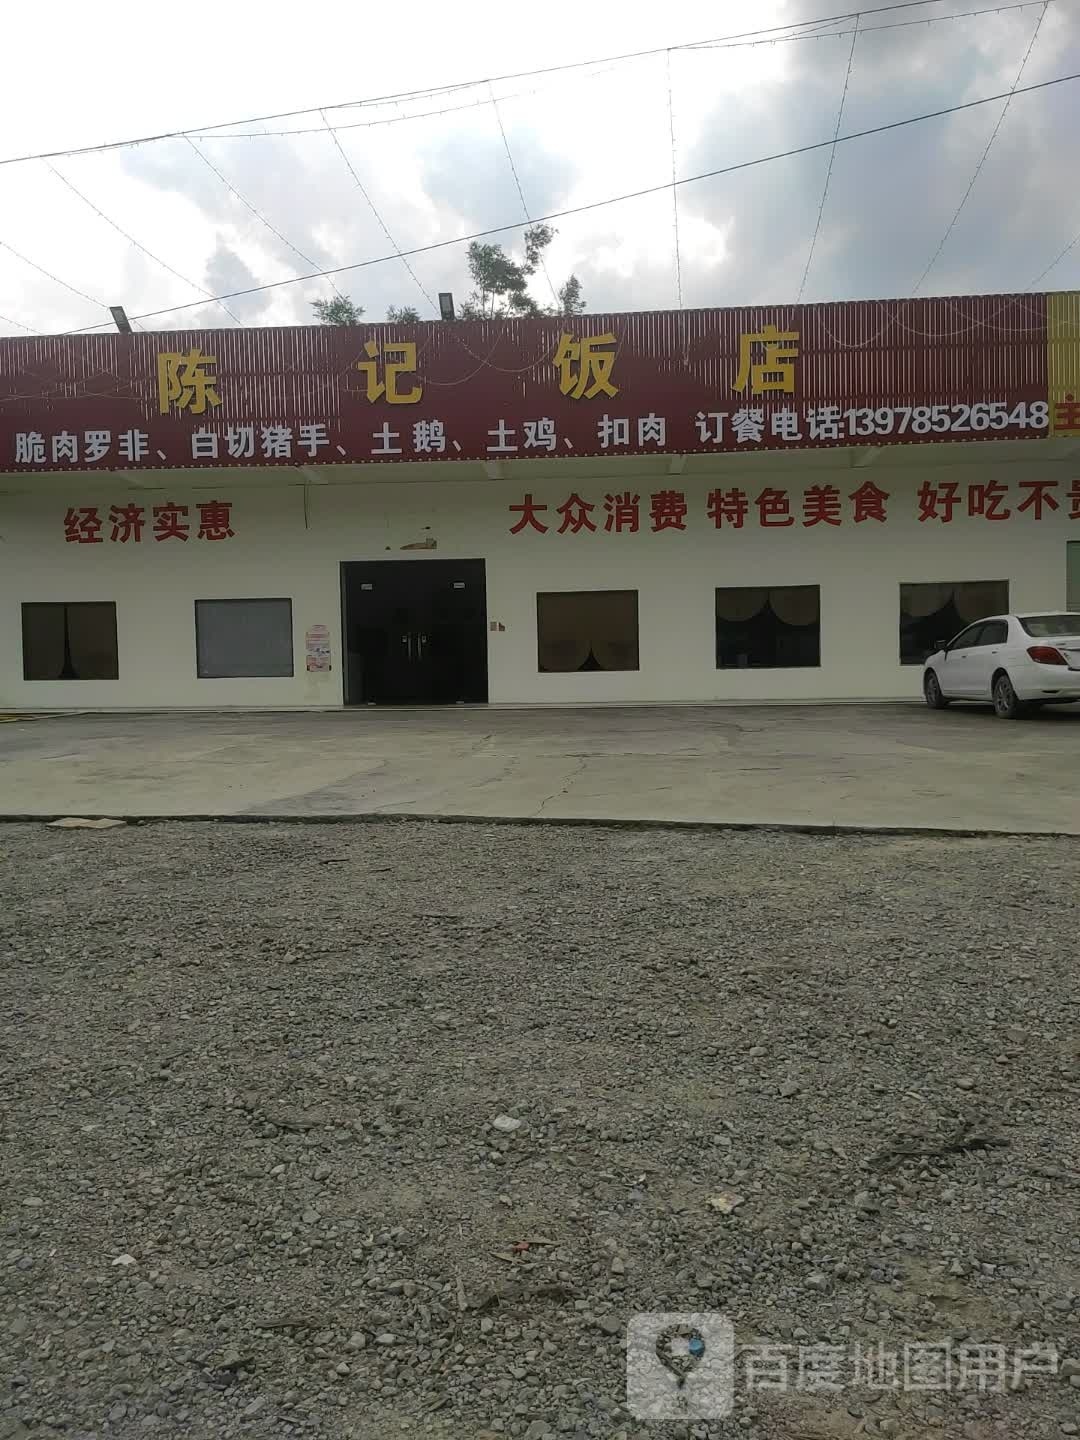 陈记饭店
脆肉罗非、白切猪手、土鹅、土鸡、扣肉 订餐电话:13978526548
主
经济实惠 大众消费 特色美食 好吃不贵
百度地图用户